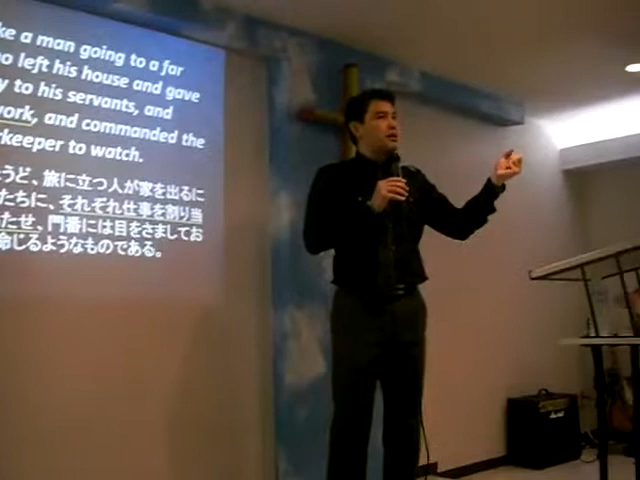 ke a man going to a far
o left his house and gave
y to his servants, and
work, and commanded the
rkeeper to watch.
うど、旅に立つ人が家を出るに
たちに、それぞれ仕事を割り当
たせ、門番には目をさましてお
命じるようなものである。
Marshall